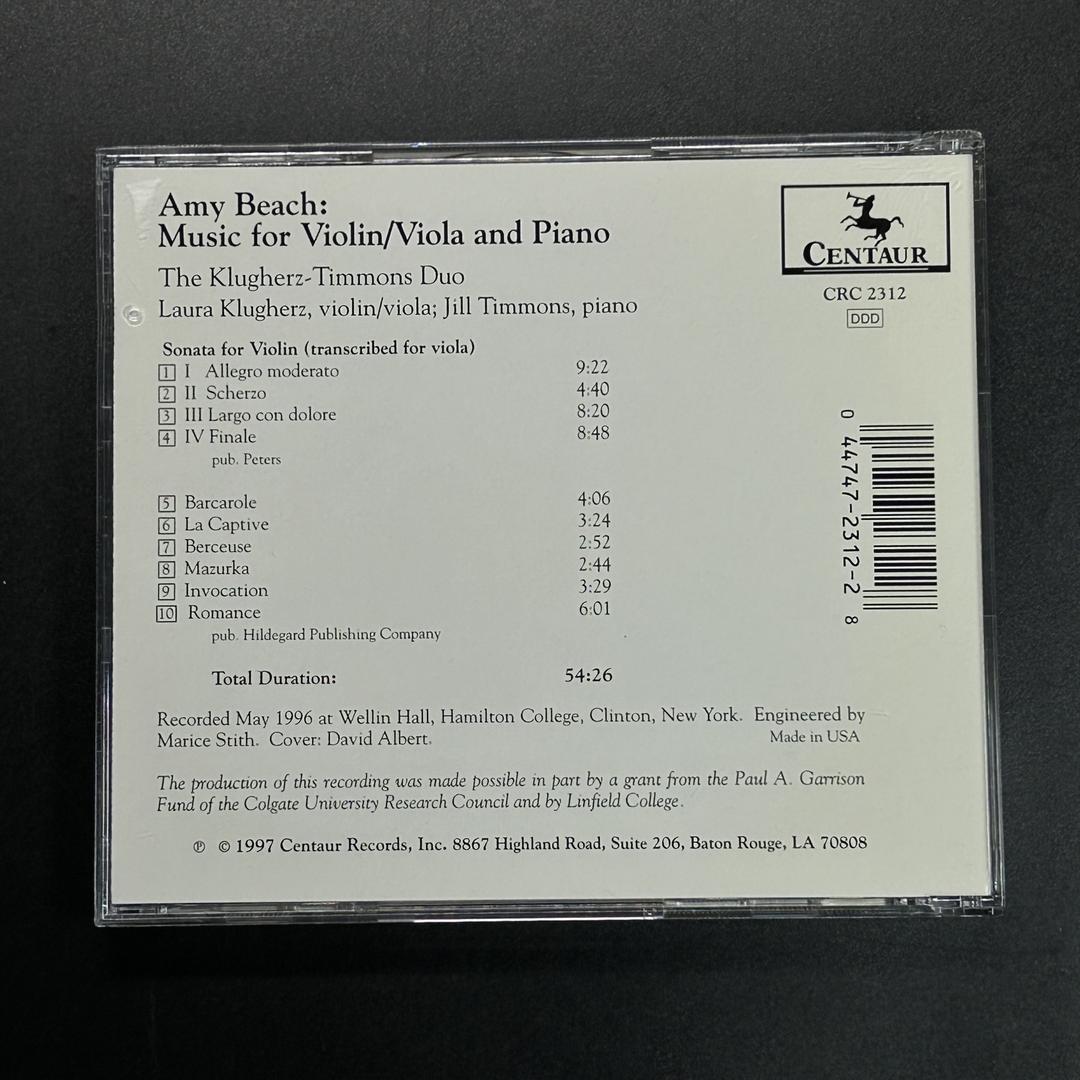 Amy Beach:
Music for Violin/Viola and Piano
The Klugherz-Timmons Duo
Laura Klugherz, violin/viola; Jill Timmons, piano
CENTAUR
CRC 2312
DDD
Sonata for Violin (transcribed for viola)
1 I Allegro moderato 9:22
2 II Scherzo 4:40
3 III Largo con dolore 8:20
4 IV Finale 8:48
pub. Peters
5 Barcarole 4:06
6 La Captive 3:24
7 Berceuse 2:52
8 Mazurka 2:44
9 Invocation 3:29
10 Romance 6:01
pub. Hildegard Publishing Company
Total Duration: 54:26
0 44747-2312-2 8
Recorded May 1996 at Wellin Hall, Hamilton College, Clinton, New York. Engineered by
Marice Stith. Cover: David Albert. Made in USA
The production of this recording was made possible in part by a grant from the Paul A. Garrison
Fund of the Colgate University Research Council and by Linfield College.
℗ © 1997 Centaur Records, Inc. 8867 Highland Road, Suite 206, Baton Rouge, LA 70808